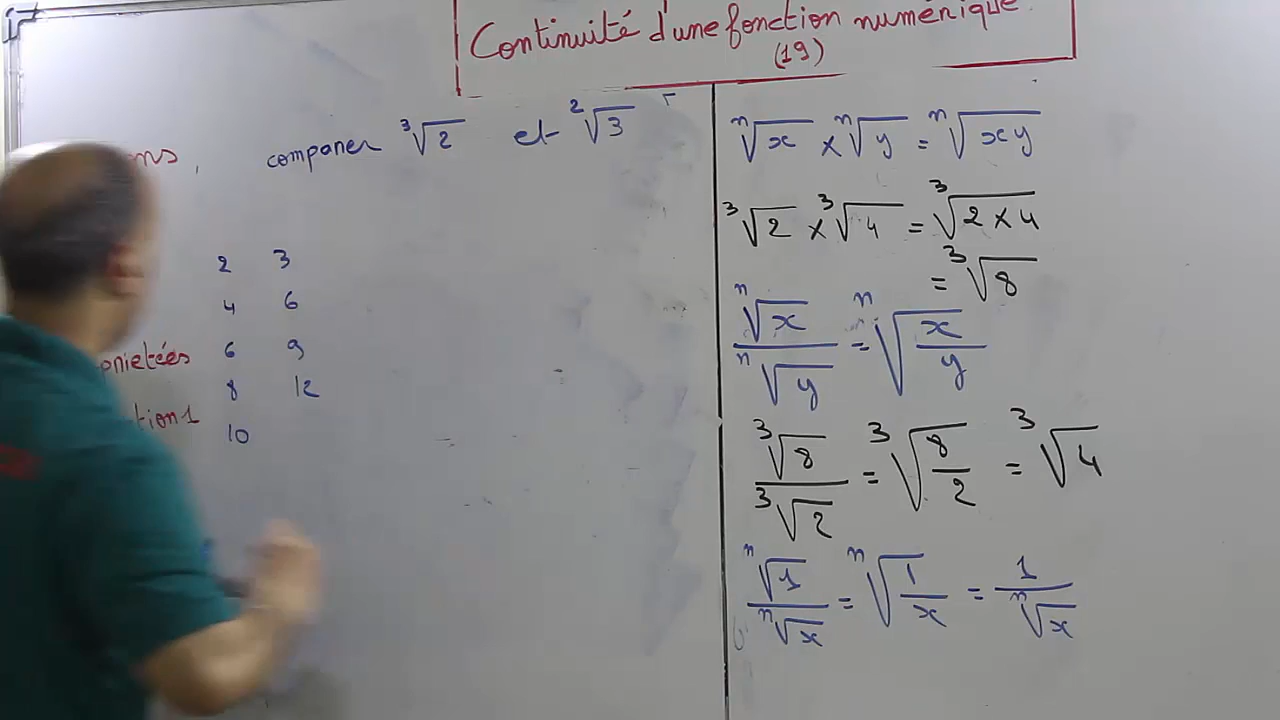 Continuité d'une fonction numérique
(19)
comparer ³√2 et ²√3
2 3
4 6
6 9
8 12
10
ⁿ√x × ⁿ√y = ⁿ√xy
³√2 × ³√4 = ³√2×4
= ³√8
ⁿ√x / ⁿ√y = ⁿ√(x/y)
³√8 / ³√2 = ³√(8/2) = ³√4
ⁿ√1 / ⁿ√x = ⁿ√(1/x) = 1 / ⁿ√x